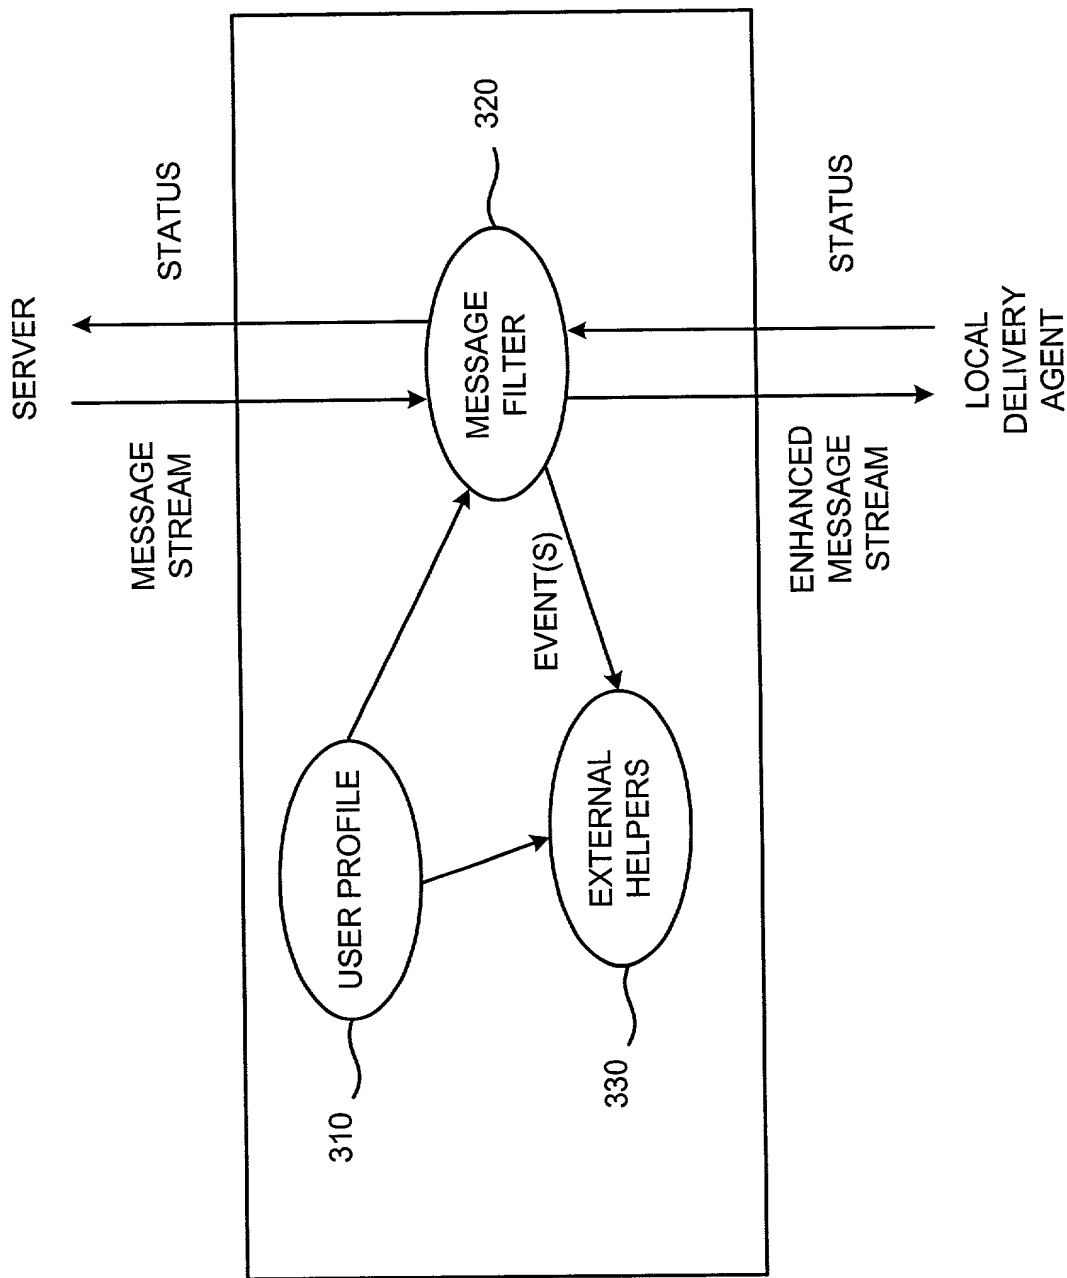 SERVER
MESSAGE
STREAM
STATUS
310
USER PROFILE
MESSAGE
FILTER
320
EVENT(S)
EXTERNAL
HELPERS
330
ENHANCED
MESSAGE
STREAM
STATUS
LOCAL
DELIVERY
AGENT